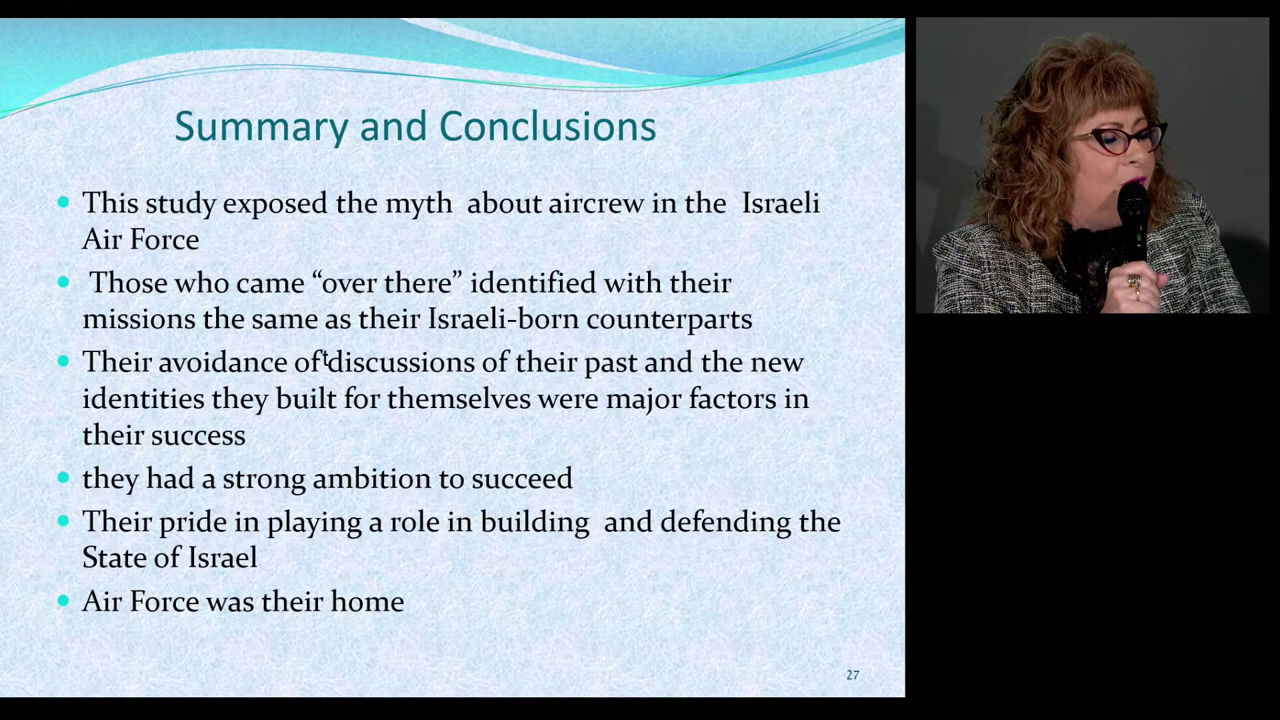 Summary and Conclusions
This study exposed the myth about aircrew in the Israeli
Air Force
Those who came “over there” identified with their
missions the same as their Israeli-born counterparts
Their avoidance of tdiscussions of their past and the new
identities they built for themselves were major factors in
their success
they had a strong ambition to succeed
Their pride in playing a role in building and defending the
State of Israel
Air Force was their home
27